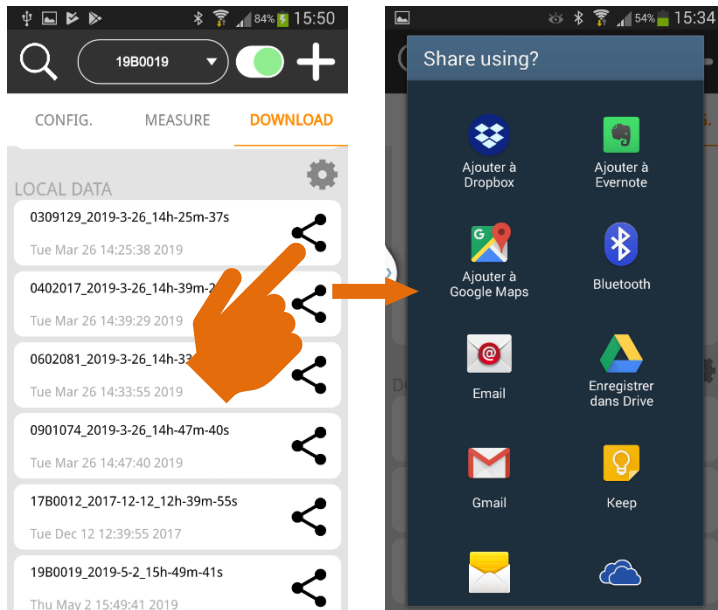 84% 15:50
19B0019
CONFIG. MEASURE DOWNLOAD
LOCAL DATA
0309129_2019-3-26_14h-25m-37s
Tue Mar 26 14:25:38 2019
0402017_2019-3-26_14h-39m-2
Tue Mar 26 14:39:29 2019
0602081_2019-3-26_14h-33
Tue Mar 26 14:33:55 2019
0901074_2019-3-26_14h-47m-40s
Tue Mar 26 14:47:40 2019
17B0012_2017-12-12_12h-39m-55s
Tue Dec 12 12:39:55 2017
19B0019_2019-5-2_15h-49m-41s
Thu May 2 15:49:41 2019
54% 15:34
Share using?
Ajouter à
Dropbox
Ajouter à
Evernote
Ajouter à
Google Maps
Bluetooth
Email
Enregistrer
dans Drive
Gmail
Keep